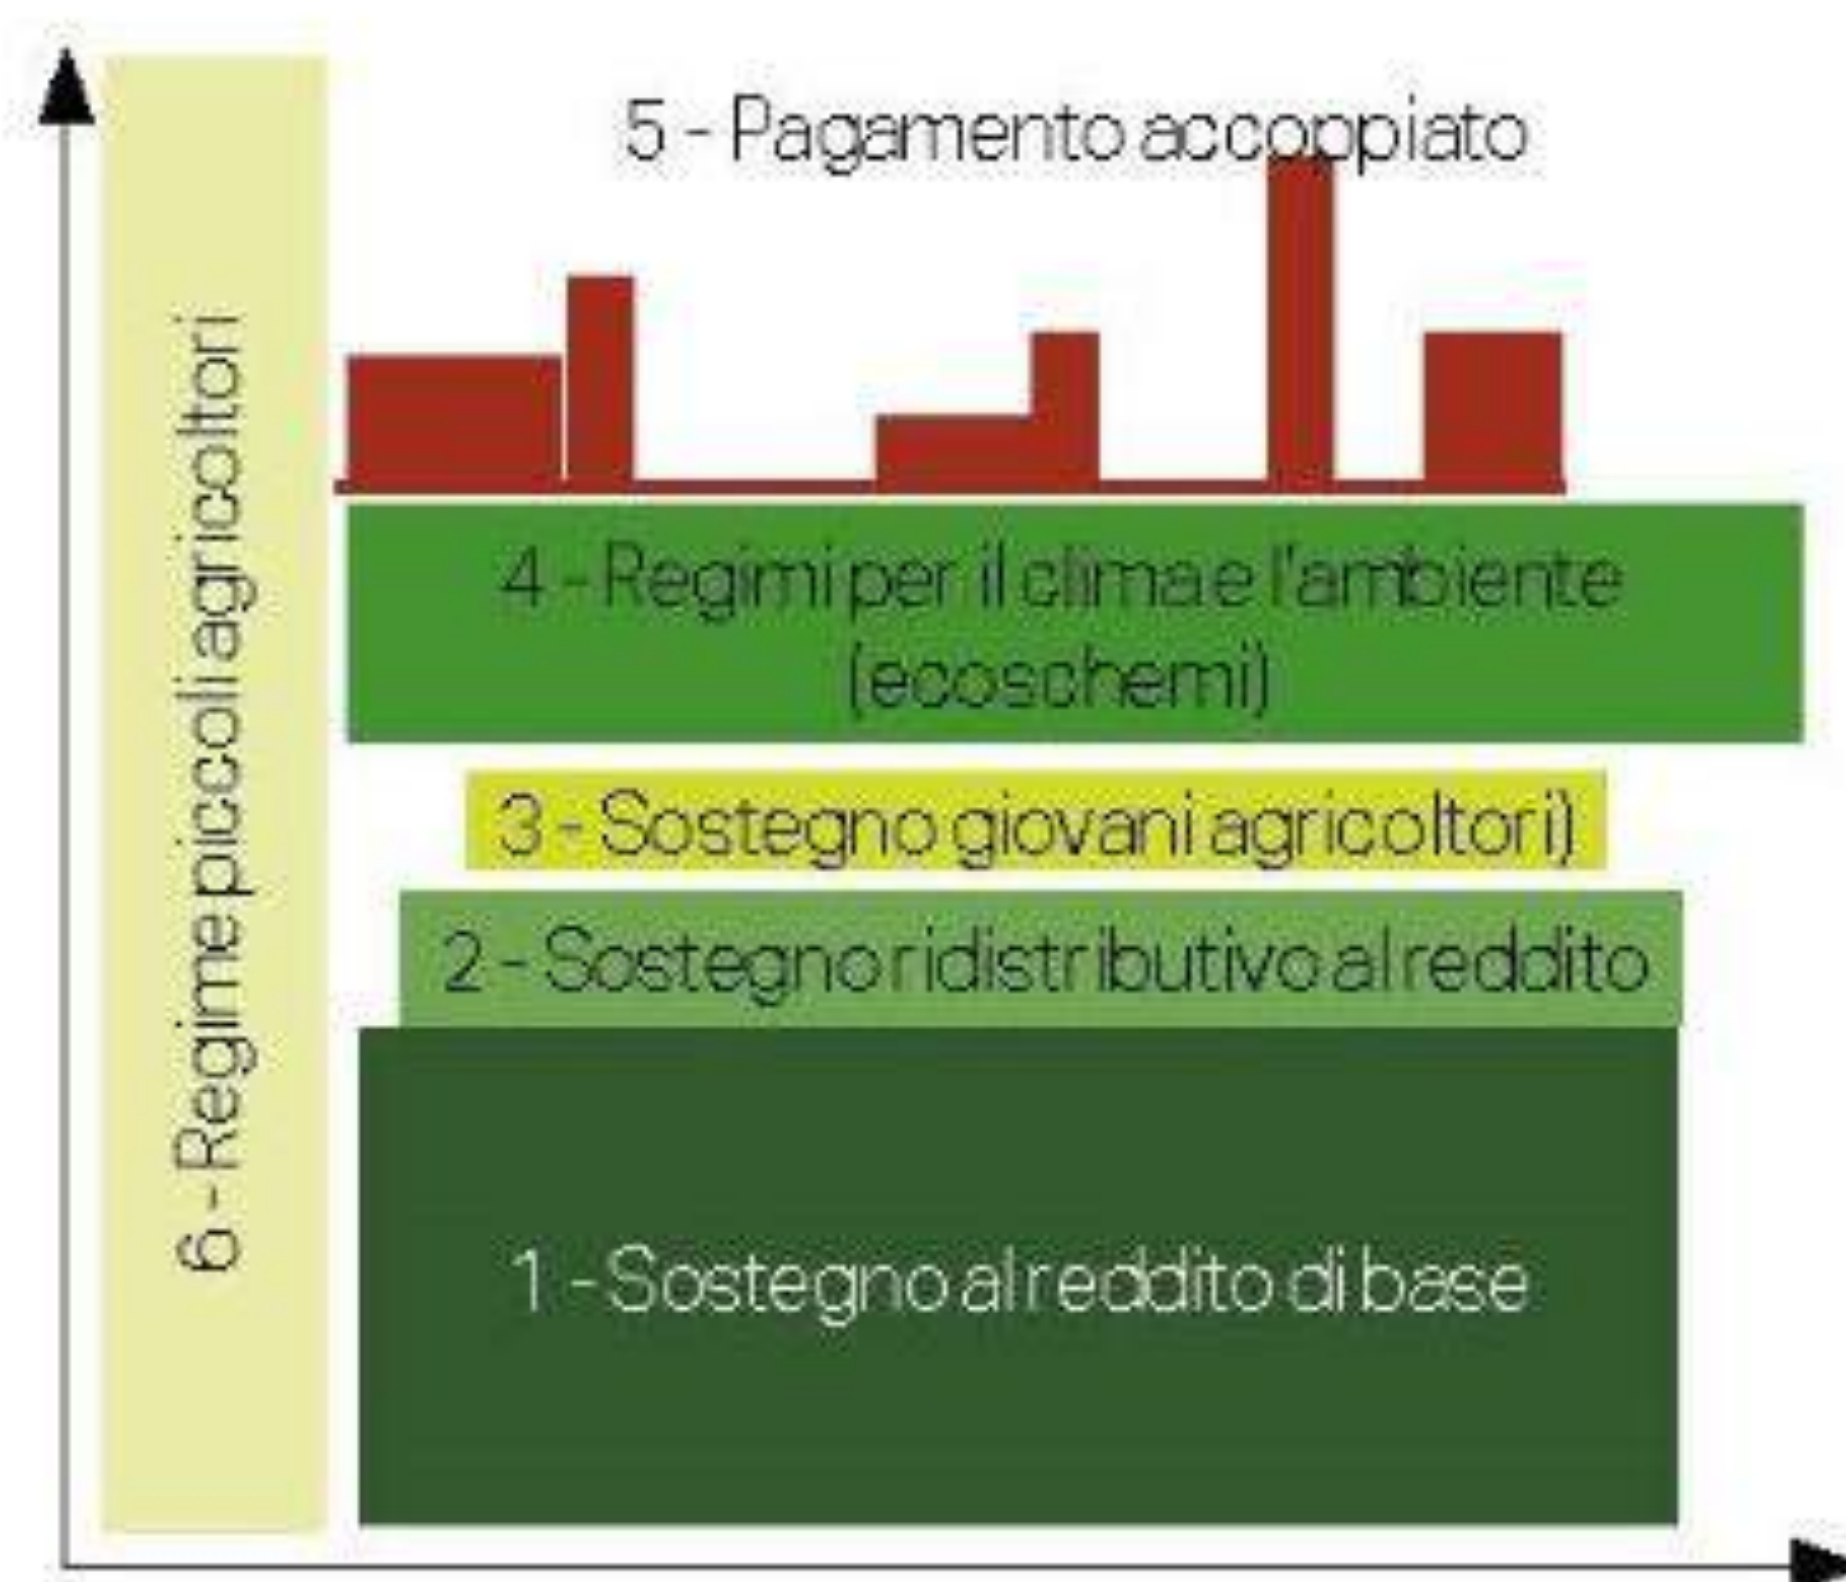 5 - Pagamento accoppiato
4 - Regimi per il clima e l'ambiente
(ecoschemi)
3 - Sostegno giovani agricoltori)
2 - Sostegno ridistributivo al reddito
1 - Sostegno al reddito di base
6 - Regime piccoli agricoltori